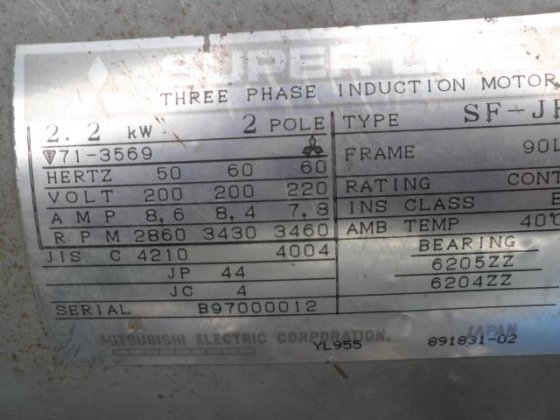 SUPER LINE
THREE PHASE INDUCTION MOTOR
2.2 kW 2 POLE TYPE SF-J
71-3569 FRAME 90L
HERTZ 50 60 60
VOLT 200 200 220 RATING CONT
AMP 8,6 8,4 7,8 INS CLASS
RPM 2860 3430 3460 AMB TEMP 40
JIS C 4210 4004 BEARING
JP 44 6205ZZ
JC 4 6204ZZ
SERIAL B97000012
MITSUBISHI ELECTRIC CORPORATION JAPAN
YL955 891831-02